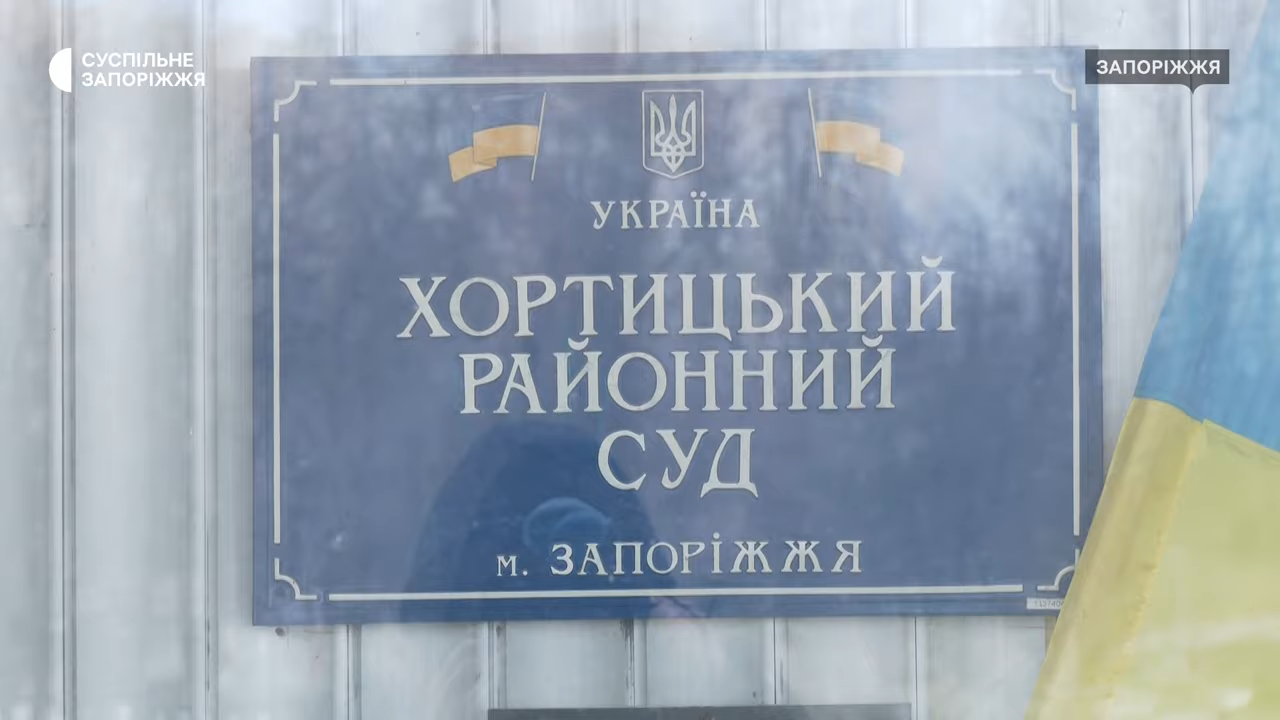 СУСПІЛЬНЕ
ЗАПОРІЖЖЯ
ЗАПОРІЖЖЯ
УКРАЇНА
ХОРТИЦЬКИЙ
РАЙОННИЙ
СУД
м. ЗАПОРІЖЖЯ